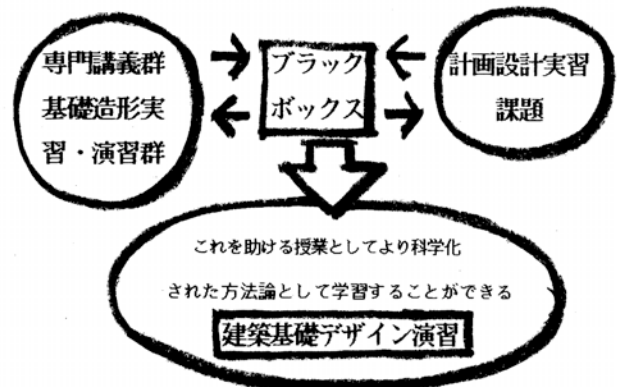 専門講義群
基礎造形実
習・演習群
ブラック
ボックス
計画設計実習
課題
これを助ける授業としてより科学化
された方法論として学習することができる
建築基礎デザイン演習